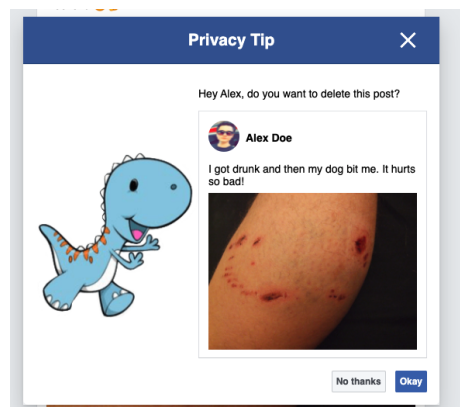 Privacy Tip
Hey Alex, do you want to delete this post?
Alex Doe
I got drunk and then my dog bit me. It hurts
so bad!
No thanks
Okay